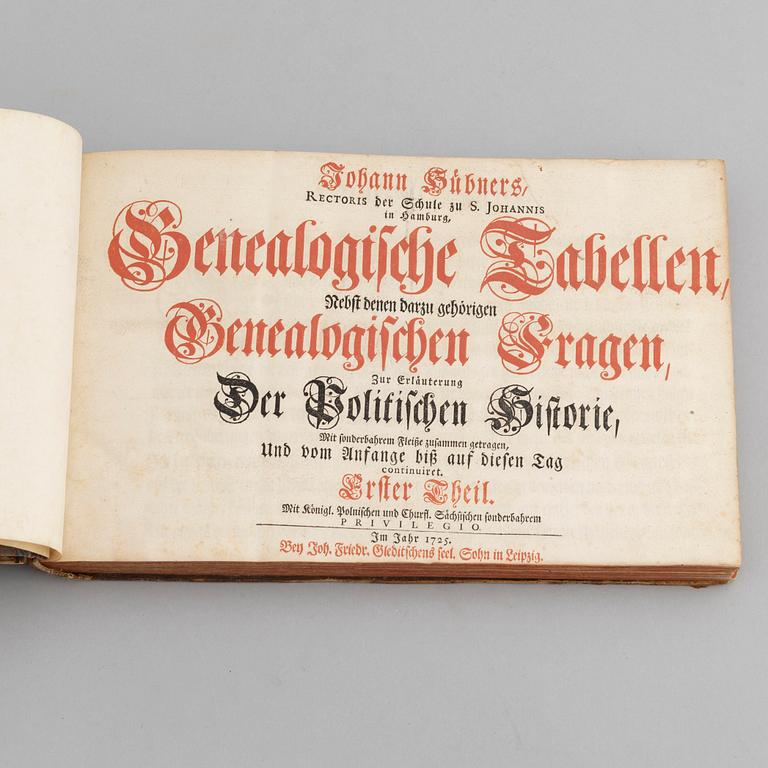 Johann Hübners,
RECTORIS der Schule zu S. JOHANNIS
in Hamburg,
Genealogische Tabellen,
Nebst denen darzu gehörigen
Genealogischen Fragen,
Zur Erläuterung
Der Politischen Historie,
Mit sonderbahrem Fleiße zusammen getragen,
Und vom Anfange biß auf diesen Tag
continuiret.
Erster Theil.
Mit Königl. Polnischen und Churfl. Sächsischen sonderbahrem
PRIVILEGIO.
Im Jahr 1725.
Bey Joh. Friedr. Gleditschens seel. Sohn in Leipzig.